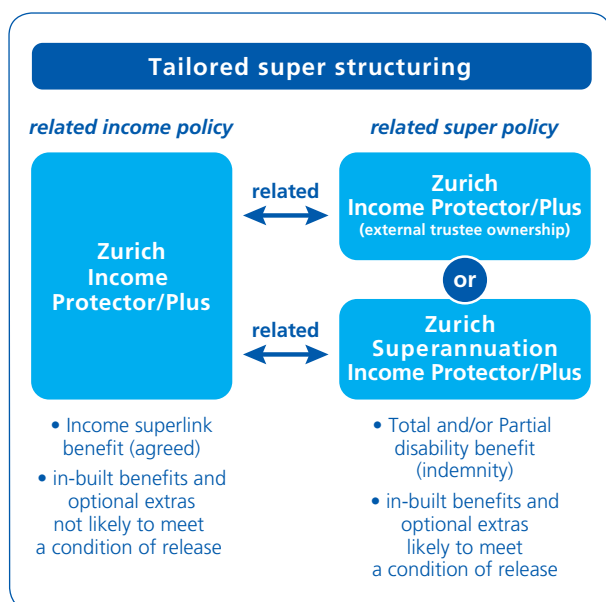 Tailored super structuring
related income policy
related super policy
Zurich
Income
Protector/Plus
related
related
Zurich
Income Protector/Plus
(external trustee ownership)
or
Zurich
Superannuation
Income Protector/Plus
• Income superlink
benefit (agreed)
• in-built benefits and
optional extras
not likely to meet
a condition of release
• Total and/or Partial
disability benefit
(indemnity)
• in-built benefits and
optional extras
likely to meet
a condition of release